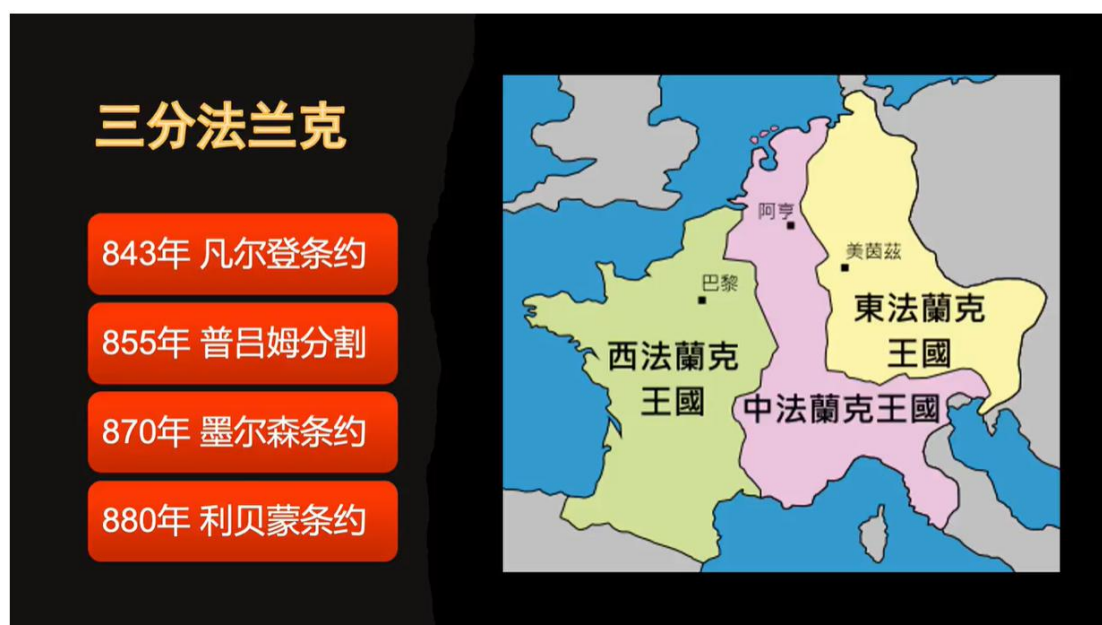 三分法兰克
843年 凡尔登条约
855年 普吕姆分割
870年 墨尔森条约
880年 利贝蒙条约
阿亨
美茵茲
巴黎
東法蘭克
王國
西法蘭克
王國
中法蘭克王國